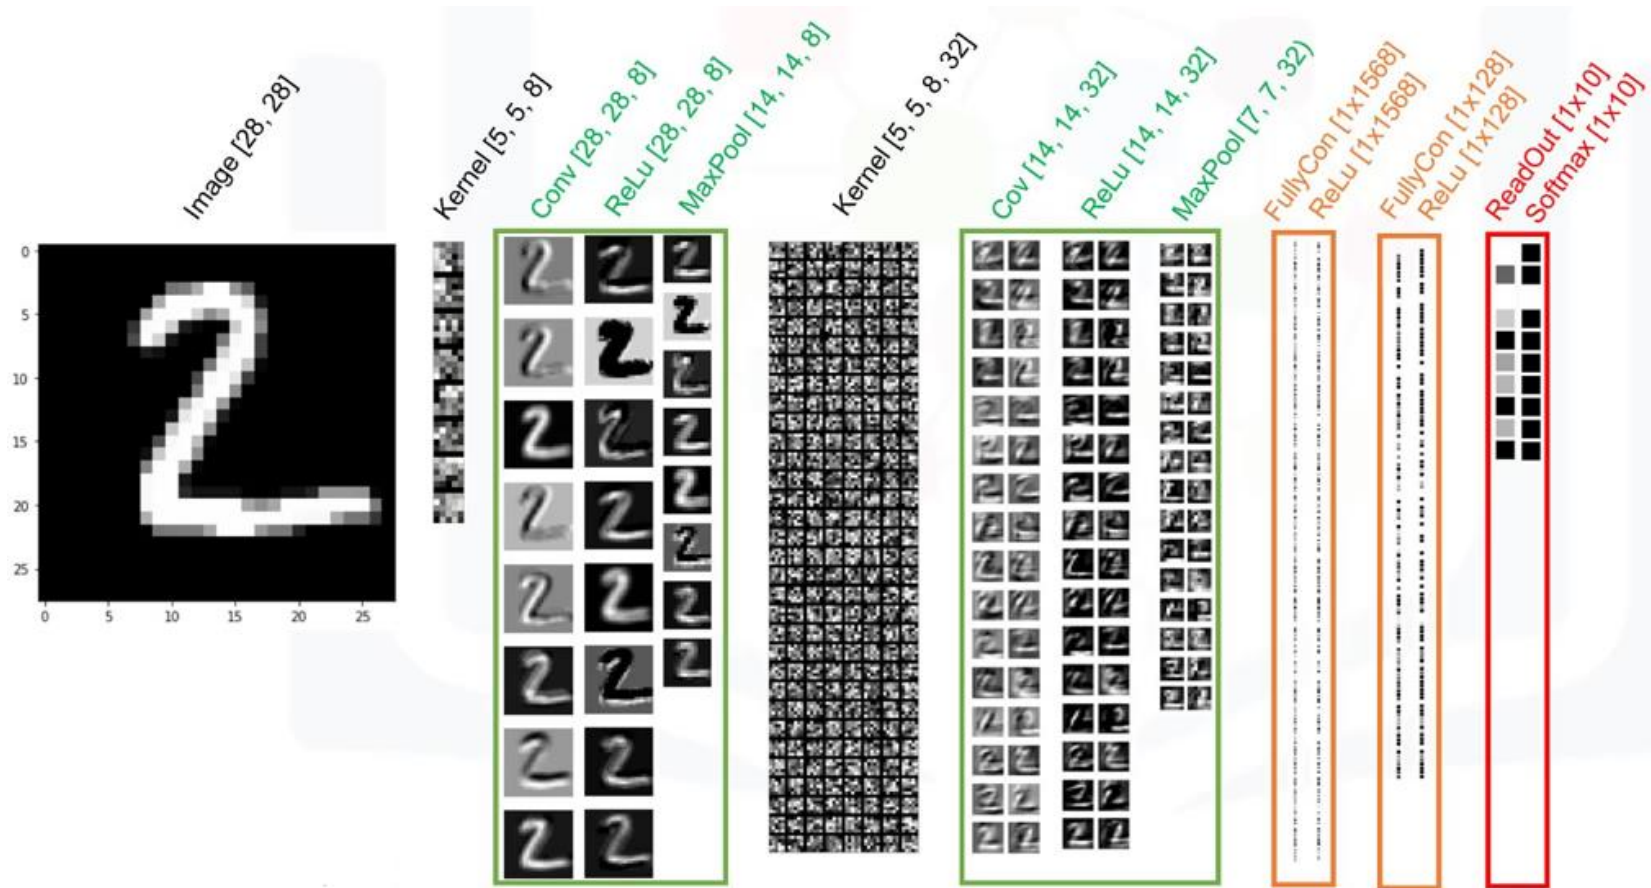 Image [28, 28]
Kernel [5, 5, 8]
Conv [28, 28, 8]
ReLu [28, 28, 8]
MaxPool [14, 14, 8]
Kernel [5, 5, 8, 32]
Cov [14, 14, 32]
ReLu [14, 14, 32]
MaxPool [7, 7, 32)
FullyCon [1x1568]
ReLu [1x1568]
FullyCon [1x128]
ReLu [1x128]
ReadOut [1x10]
Softmax [1x10]
0
5
10
15
20
25
0
5
10
15
20
25